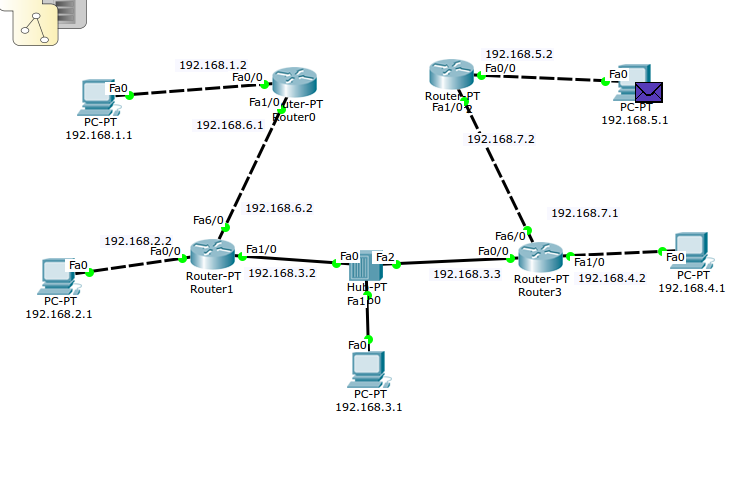 192.168.1.2
Fa0/0
Fa0
PC-PT
192.168.1.1
Fa1/0
uter-PT
Router0
192.168.6.1
192.168.5.2
Fa0/0
Fa0
PC-PT
192.168.5.1
Router-PT
Fa1/0
192.168.7.2
192.168.6.2
Fa6/0
192.168.2.2
Fa0/0
Fa1/0
Router-PT
Router1
192.168.3.2
Fa0
PC-PT
192.168.2.1
Fa0
Fa2
Hub-PT
Fa1
b0
192.168.3.3
Fa0
PC-PT
192.168.3.1
192.168.7.1
Fa6/0
Fa0/0
Fa1/0
Router-PT
Router3
192.168.4.2
Fa0
PC-PT
192.168.4.1